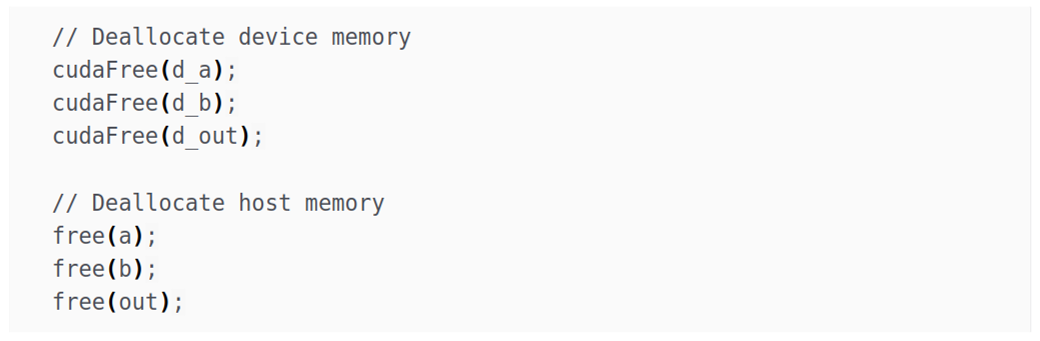 // Deallocate device memory
cudaFree(d_a);
cudaFree(d_b);
cudaFree(d_out);
// Deallocate host memory
free(a);
free(b);
free(out);